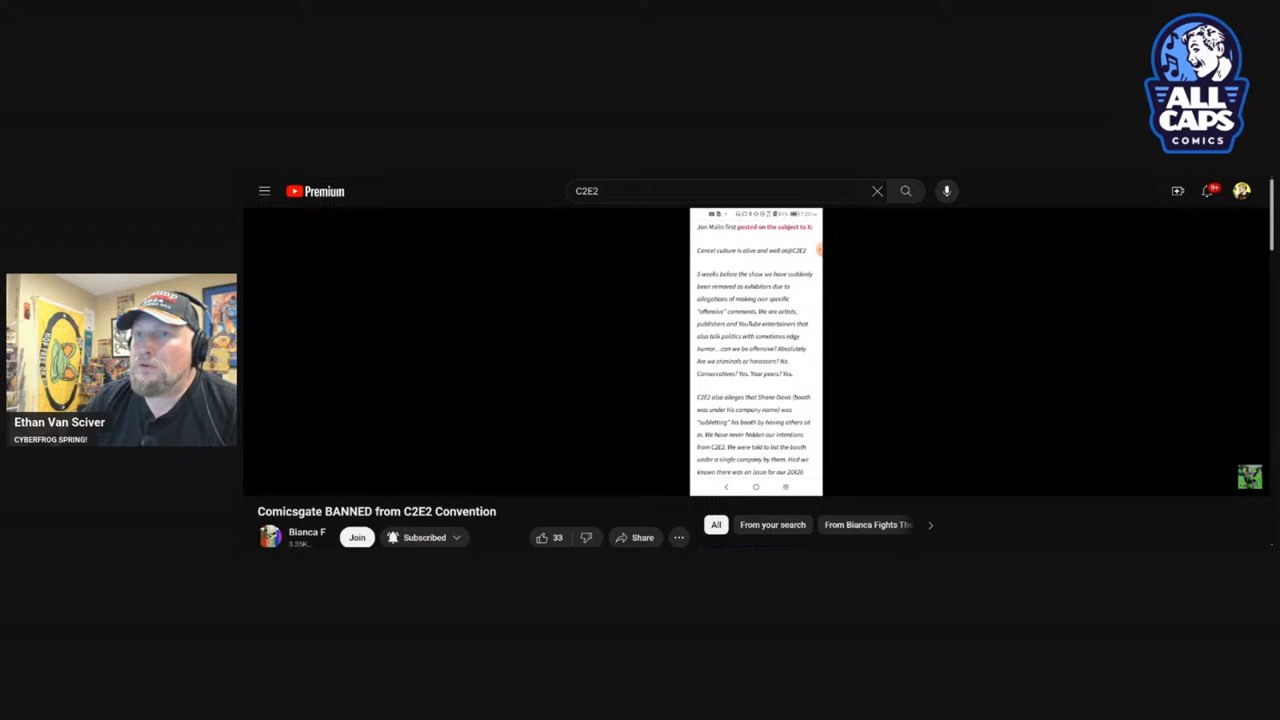 ALL
CAPS
COMICS
Premium
C2E2
9+
Jon Malin first posted on the subject to X:
Cancel culture is alive and well at@C2E2
5 weeks before the show we have suddenly
been removed as exhibitors due to
allegations of making non specific
"offensive" comments. We are artists,
publishers and YouTube entertainers that
also talk politics with sometimes edgy
humor...can we be offensive? Absolutely.
Are we criminals or harassers? No.
Conservatives? Yes. Your peers? Yes.
C2E2 also alleges that Shane Davis (booth
was under his company name) was
"subletting" his booth by having others sit
in. We have never hidden our intentions
from C2E2. We were told to list the booth
under a single company by them. Had we
known there was an issue for our 20X20
Ethan Van Sciver
CYBERFROG SPRING!
Comicsgate BANNED from C2E2 Convention
Bianca F
3.35K...
Join
Subscribed
33
Share
All
From your search
From Bianca Fights The